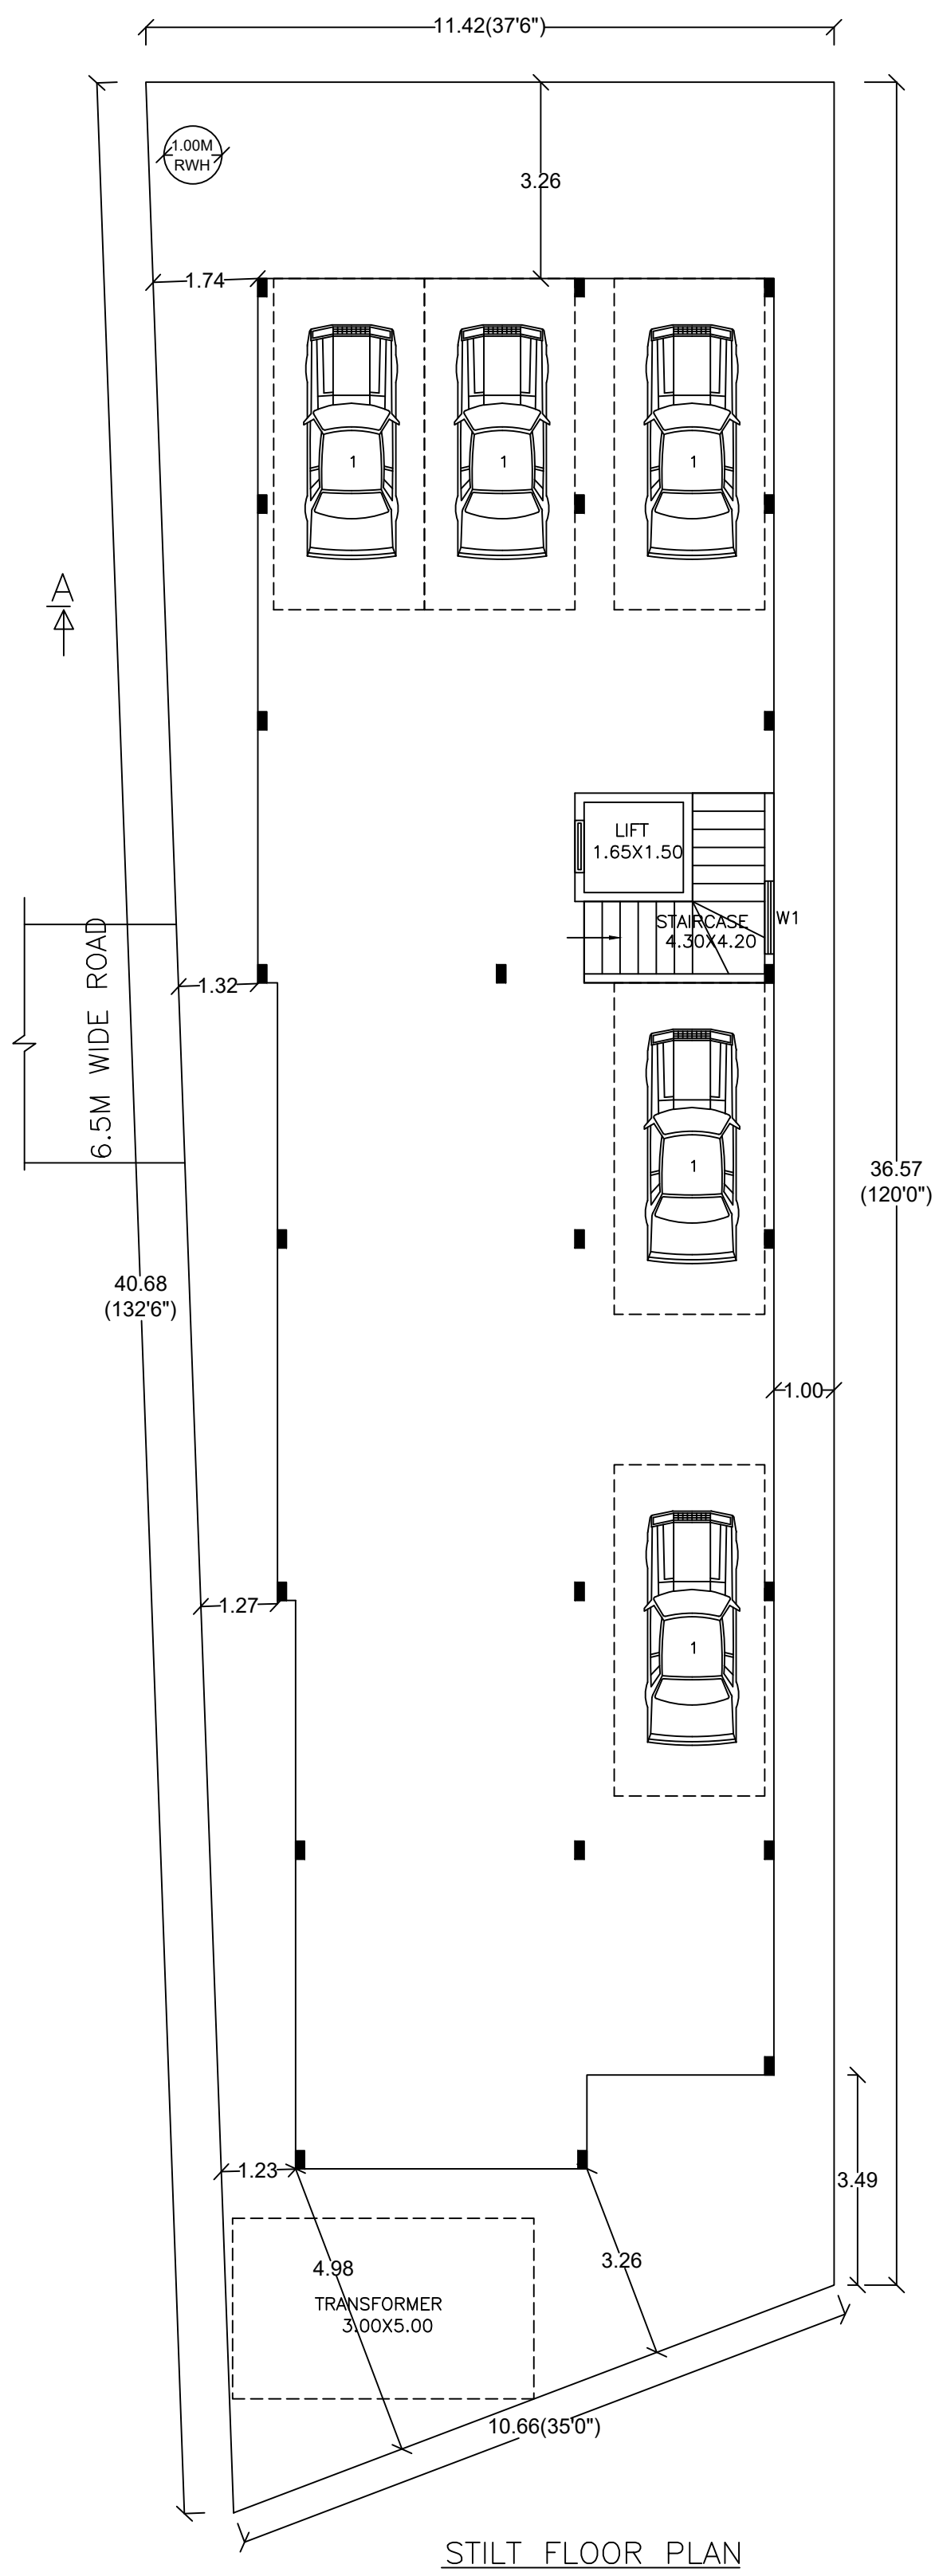 11.42(37'6")
1.00M
RWH
3.26
1.74
1
1
1
A
LIFT
1.65X1.50
STAIRCASE
4.30X4.20
W1
6.5M WIDE ROAD
1.32
1
36.57
(120'0")
40.68
(132'6")
1.00
1.27
1
1.23
3.49
4.98
3.26
TRANSFORMER
3.00X5.00
10.66(35'0")
STILT FLOOR PLAN